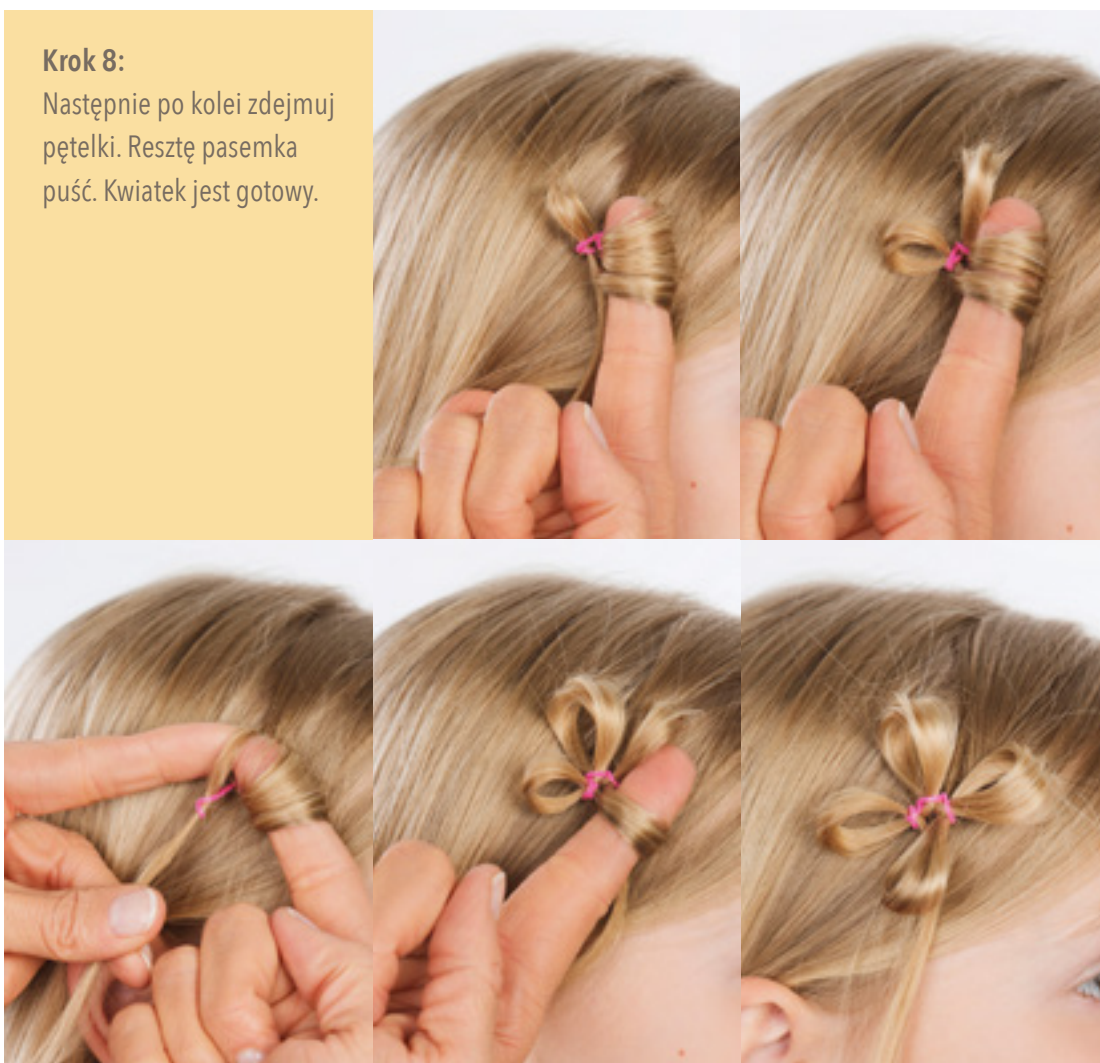 Krok 8:
Następnie po kolei zdejmuj
pętelki. Resztę pasemka
puść. Kwiatek jest gotowy.